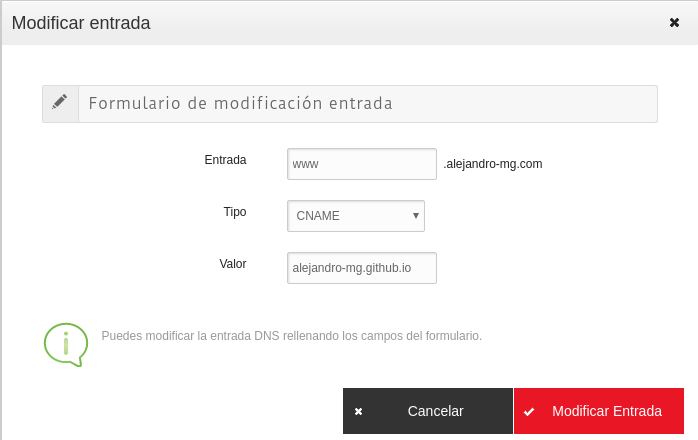 Modificar entrada
Formulario de modificación entrada
Entrada www .alejandro-mg.com
Tipo CNAME
Valor alejandro-mg.github.io
Puedes modificar la entrada DNS rellenando los campos del formulario.
Cancelar Modificar Entrada